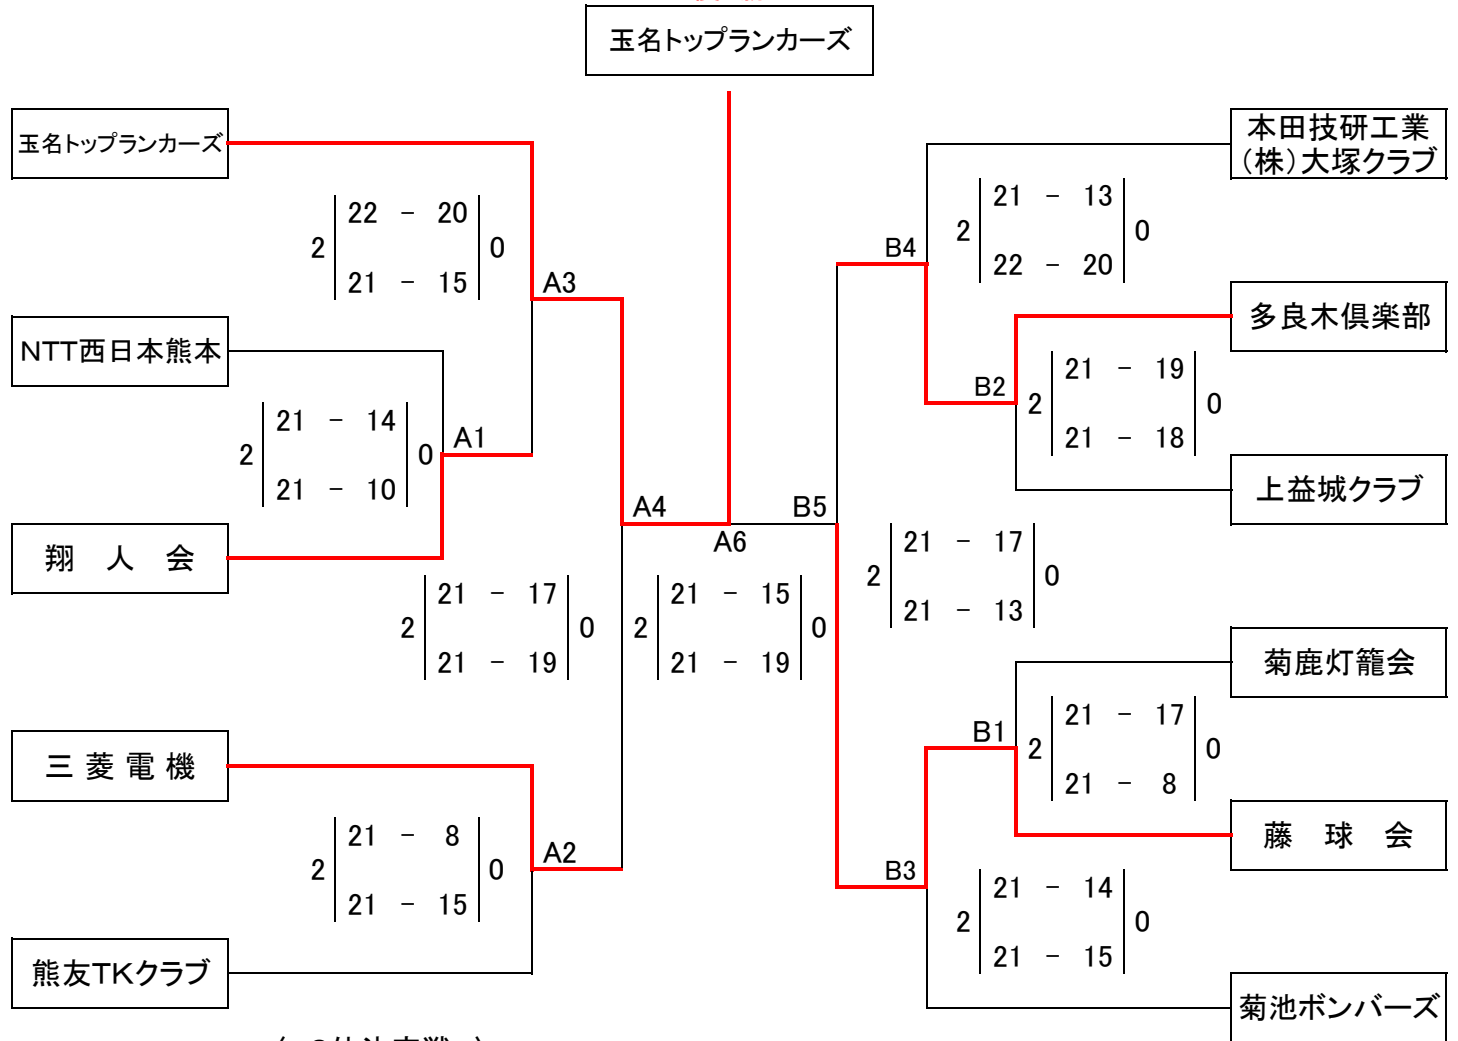 玉名トップランカーズ
玉名トップランカーズ
本田技研工業
(株)大塚クラブ
22 - 20
2 0
21 - 15
A3
21 - 13
2 0
22 - 20
B4
多良木倶楽部
NTT西日本熊本
21 - 14
2 0
21 - 10
A1
21 - 19
2 0
21 - 18
B2
上益城クラブ
翔 人 会
A4
A6
B5
21 - 17
2 0
21 - 19
21 - 15
2 0
21 - 19
21 - 17
2 0
21 - 13
菊鹿灯籠会
三菱電機
B1
21 - 17
2 0
21 - 8
藤 球 会
21 - 8
2 0
21 - 15
A2
B3
21 - 14
2 0
21 - 15
熊友TKクラブ
菊池ボンバーズ